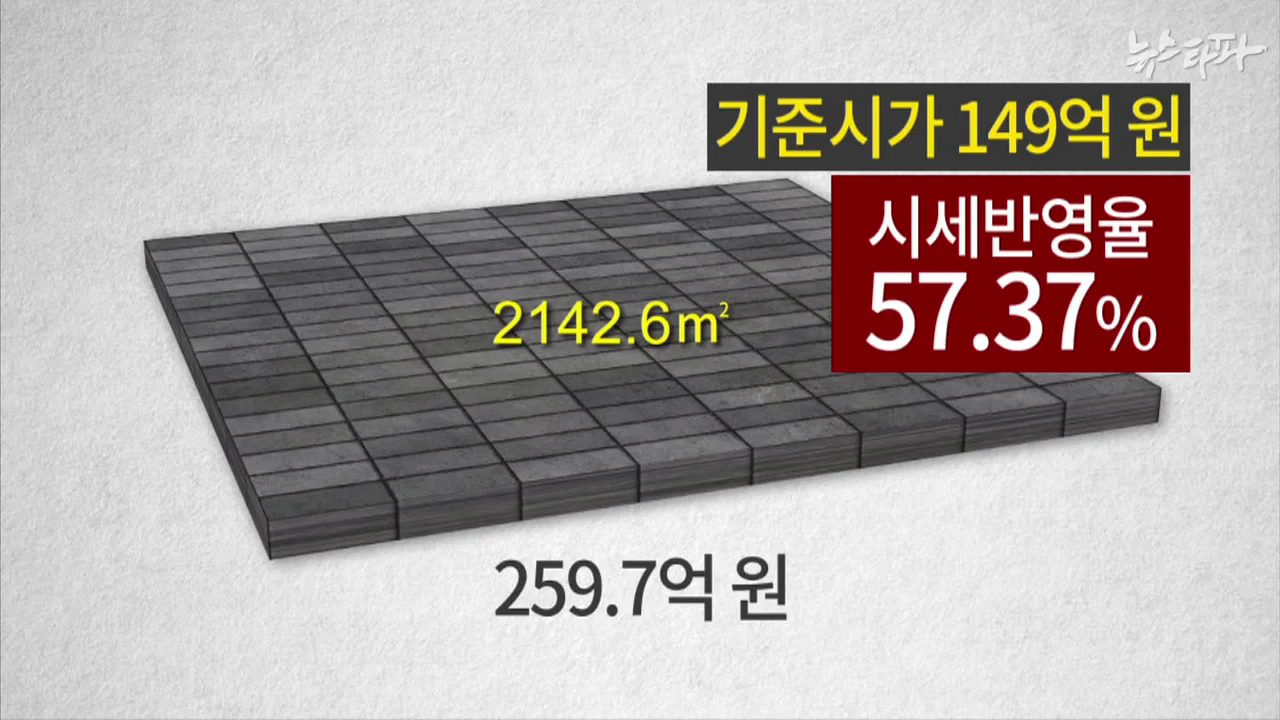 뉴스타파
기준시가 149억 원
시세반영율
57.37%
2142.6㎡
259.7억 원